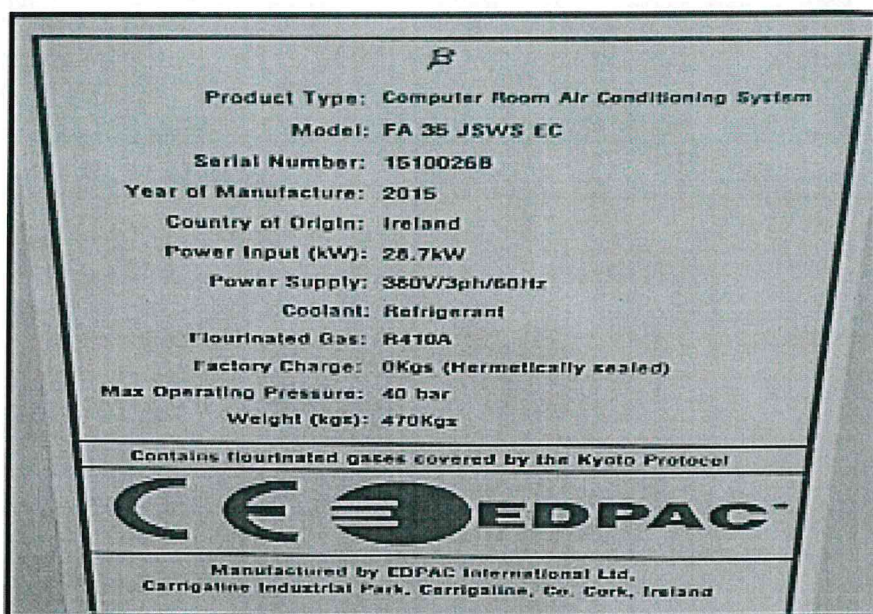 Product Type: Computer Room Air Conditioning System
Model: FA 35 JSWS EC
Serial Number: 15100268
Year of Manufacture: 2015
Country of Origin: Ireland
Power Input (kW): 28.7kW
Power Supply: 380V/3ph/60Hz
Coolant: Refrigerant
Flourinated Gas: R410A
Factory Charge: 0Kgs (Hermetically sealed)
Max Operating Pressure: 40 bar
Weight (kgs): 470Kgs
Contains flourinated gases covered by the Kyoto Protocol
CE EDPAC
Manufactured by EDPAC International Ltd,
Carrigaline Industrial Park, Carrigaline, Co. Cork, Ireland